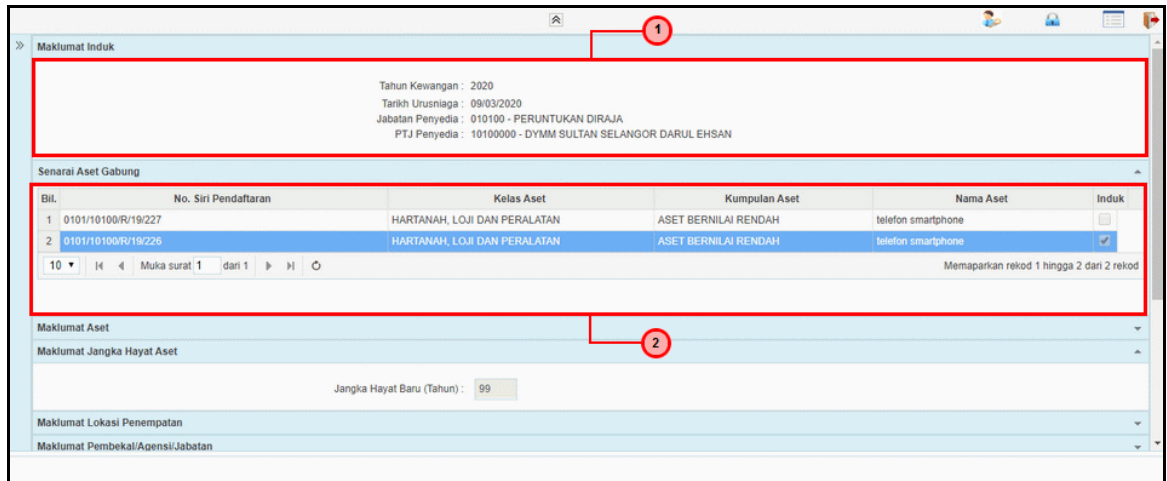 1
Maklumat Induk
Tahun Kewangan : 2020
Tarikh Urusniaga : 09/03/2020
Jabatan Penyedia : 010100 - PERUNTUKAN DIRAJA
PTJ Penyedia : 10100000 - DYMM SULTAN SELANGOR DARUL EHSAN
Senarai Aset Gabung
Bil. No. Siri Pendaftaran Kelas Aset Kumpulan Aset Nama Aset Induk
1 0101/10100/R/19/227 HARTANAH, LOJI DAN PERALATAN ASET BERNILAI RENDAH telefon smartphone
2 0101/10100/R/19/226 HARTANAH, LOJI DAN PERALATAN ASET BERNILAI RENDAH telefon smartphone
10 Muka surat 1 dari 1 Memaparkan rekod 1 hingga 2 dari 2 rekod
Maklumat Aset
2
Maklumat Jangka Hayat Aset
Jangka Hayat Baru (Tahun) : 99
Maklumat Lokasi Penempatan
Maklumat Pembekal/Agensi/Jabatan